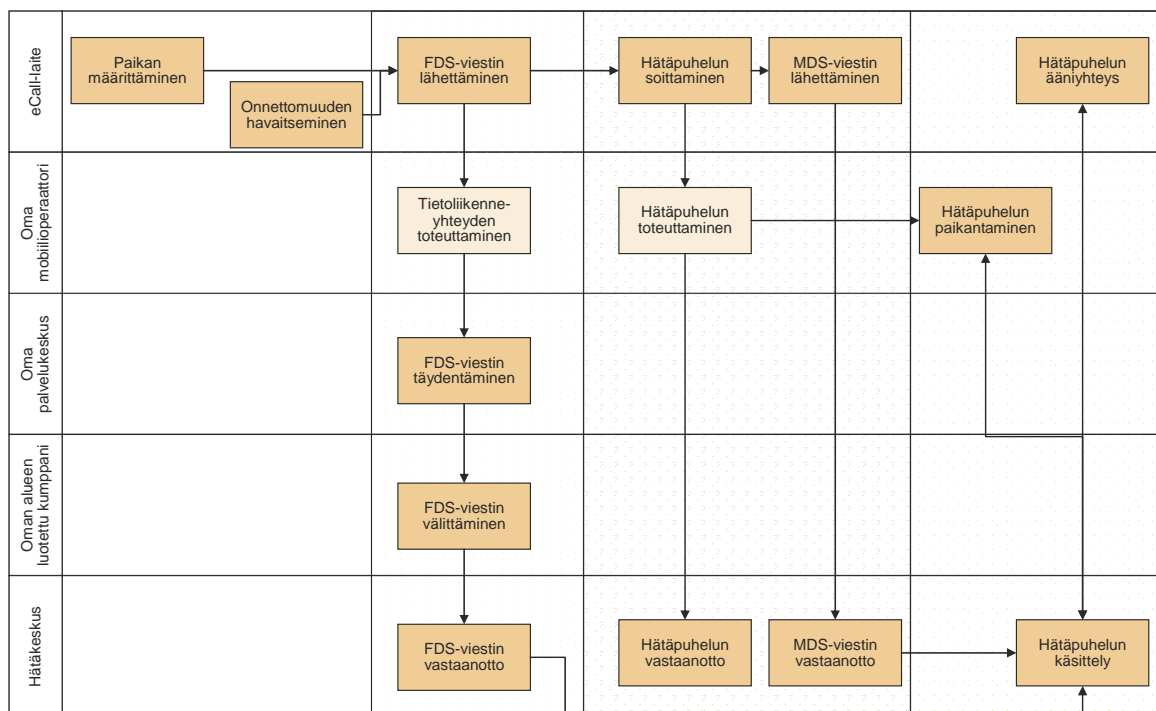 eCall-laite
Paikan
määrittäminen
Onnettomuuden
havaitseminen
FDS-viestin
lähettäminen
Hätäpuhelun
soittaminen
MDS-viestin
lähettäminen
Hätäpuhelun
ääniyhteys
Oma
mobiilioperaattori
Tietoliikenne-
yhteyden
toteuttaminen
Hätäpuhelun
toteuttaminen
Hätäpuhelun
paikantaminen
Oma
palvelukeskus
FDS-viestin
täydentäminen
Oman alueen
luotettu kumppani
FDS-viestin
välittäminen
Hätäkeskus
FDS-viestin
vastaanotto
Hätäpuhelun
vastaanotto
MDS-viestin
vastaanotto
Hätäpuhelun
käsittely